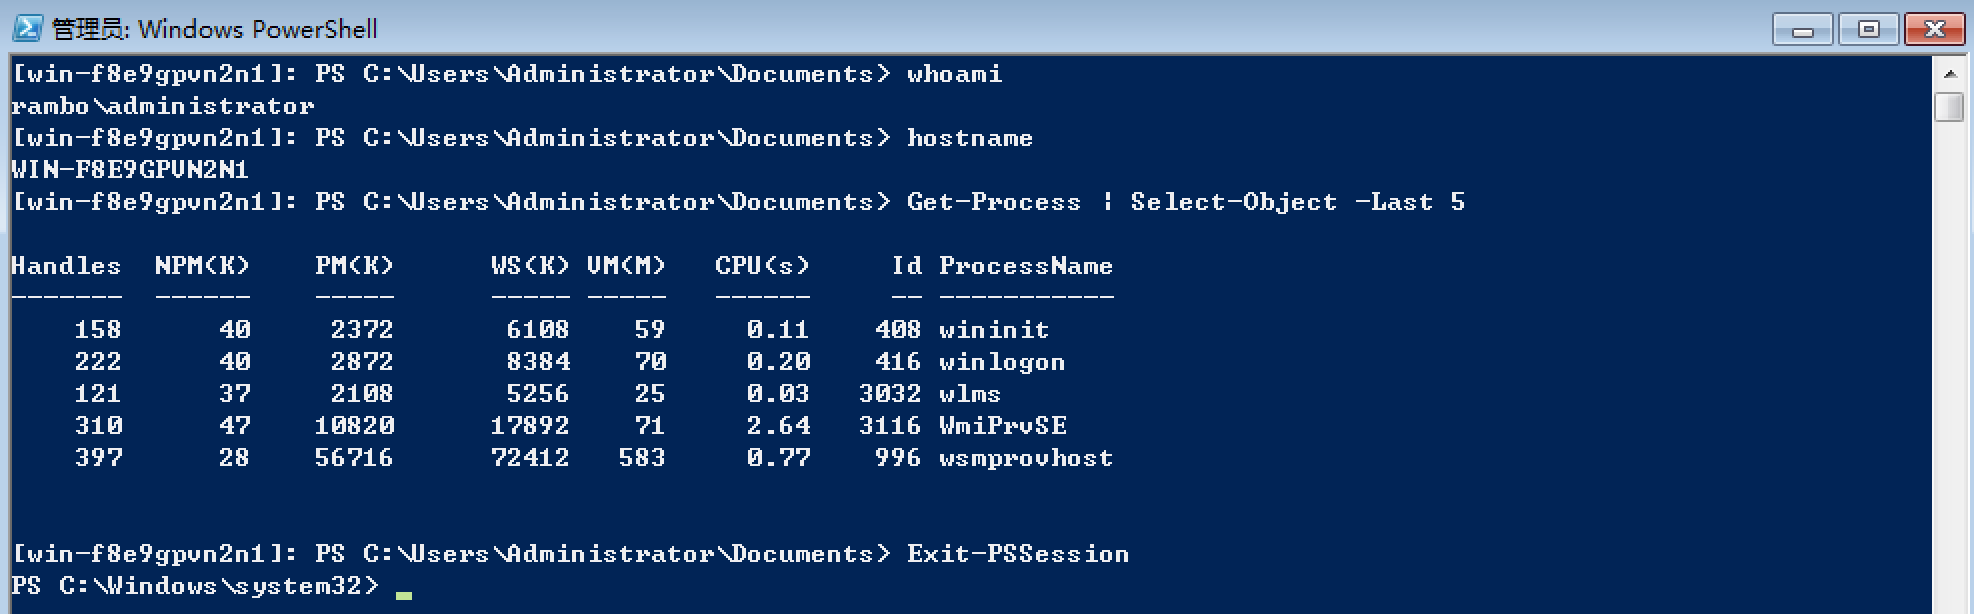 管理员: Windows PowerShell
[win-f8e9gpvn2n1]: PS C:\Users\Administrator\Documents> whoami
rambo\administrator
[win-f8e9gpvn2n1]: PS C:\Users\Administrator\Documents> hostname
WIN-F8E9GPVN2N1
[win-f8e9gpvn2n1]: PS C:\Users\Administrator\Documents> Get-Process | Select-Object -Last 5
Handles  NPM(K)    PM(K)      WS(K) VM(M)   CPU(s)     Id ProcessName
-------  ------    -----      ----- -----   ------     -- -----------
    158      40     2372       6108    59     0.11    408 wininit
    222      40     2872       8384    70     0.20    416 winlogon
    121      37     2108       5256    25     0.03   3032 wlms
    310      47    10820      17892    71     2.64   3116 WmiPrvSE
    397      28    56716      72412   583     0.77    996 wsmprovhost
[win-f8e9gpvn2n1]: PS C:\Users\Administrator\Documents> Exit-PSSession
PS C:\Windows\system32>